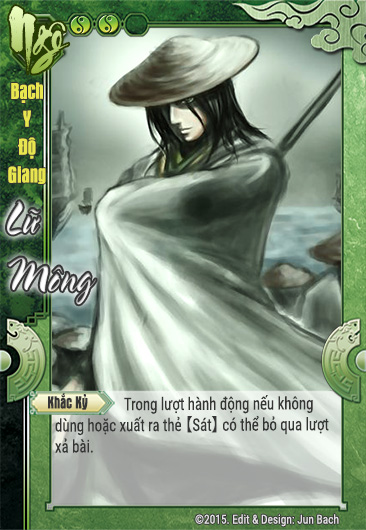 Ngô
Bạch
Y
Độ
Giang
Lữ
Mông
Khắc Kỷ
Trong lượt hành động nếu không
dùng hoặc xuất ra thẻ【Sát】có thể bỏ qua lượt
xả bài.
©2015. Edit & Design: Jun Bach